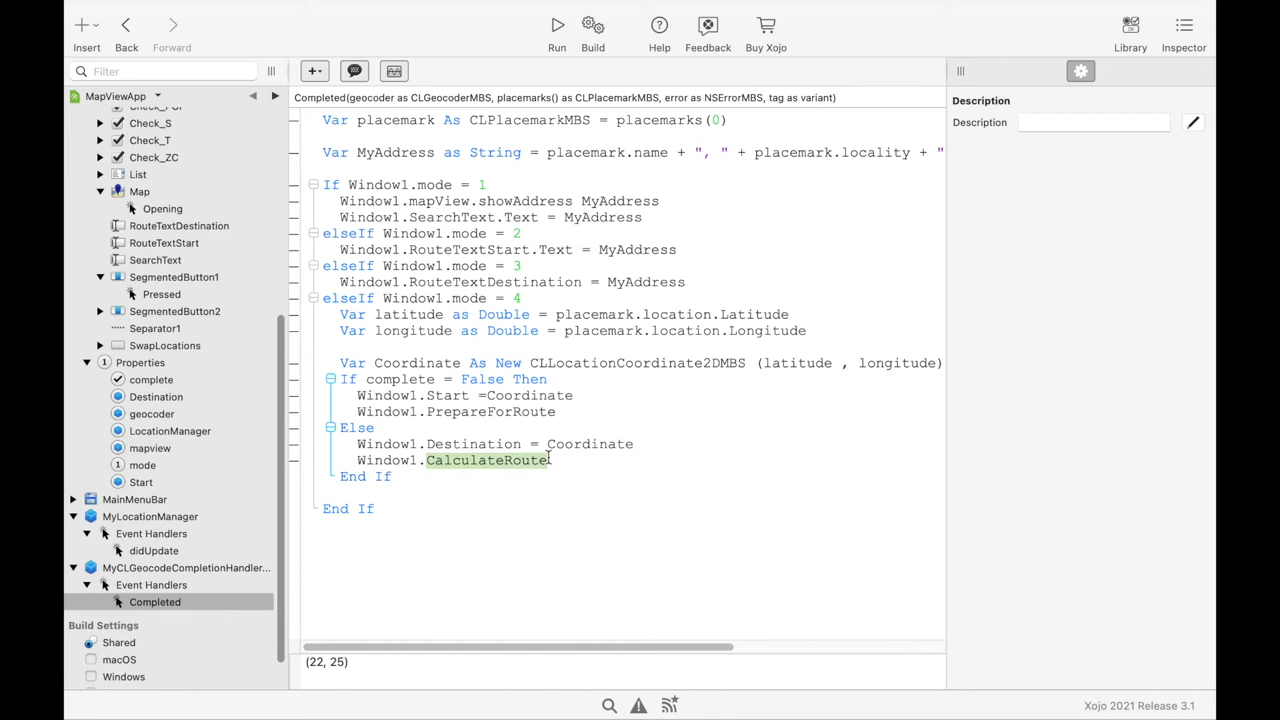 Insert Back Forward Run Build Help Feedback Buy Xojo Library Inspector
Filter
MapViewApp
Check_S
Check_T
Check_ZC
List
Map
Opening
RouteTextDestination
RouteTextStart
SearchText
SegmentedButton1
Pressed
SegmentedButton2
Separator1
SwapLocations
Properties
complete
Destination
geocoder
LocationManager
mapview
mode
Start
MainMenuBar
MyLocationManager
Event Handlers
didUpdate
MyCLGeocodeCompletionHandler...
Event Handlers
Completed
Build Settings
Shared
macOS
Windows
Completed(geocoder as CLGeocoderMBS, placemarks() as CLPlacemarkMBS, error as NSErrorMBS, tag as variant)
Var placemark As CLPlacemarkMBS = placemarks(0)
Var MyAddress as String = placemark.name + ", " + placemark.locality + "
If Window1.mode = 1
Window1.mapView.showAddress MyAddress
Window1.SearchText.Text = MyAddress
elseIf Window1.mode = 2
Window1.RouteTextStart.Text = MyAddress
elseIf Window1.mode = 3
Window1.RouteTextDestination = MyAddress
elseIf Window1.mode = 4
Var latitude as Double = placemark.location.Latitude
Var longitude as Double = placemark.location.Longitude
Var Coordinate As New CLLocationCoordinate2DMBS (latitude , longitude)
If complete = False Then
Window1.Start =Coordinate
Window1.PrepareForRoute
Else
Window1.Destination = Coordinate
Window1.CalculateRoute
End If
End If
(22, 25)
Description
Description
Xojo 2021 Release 3.1